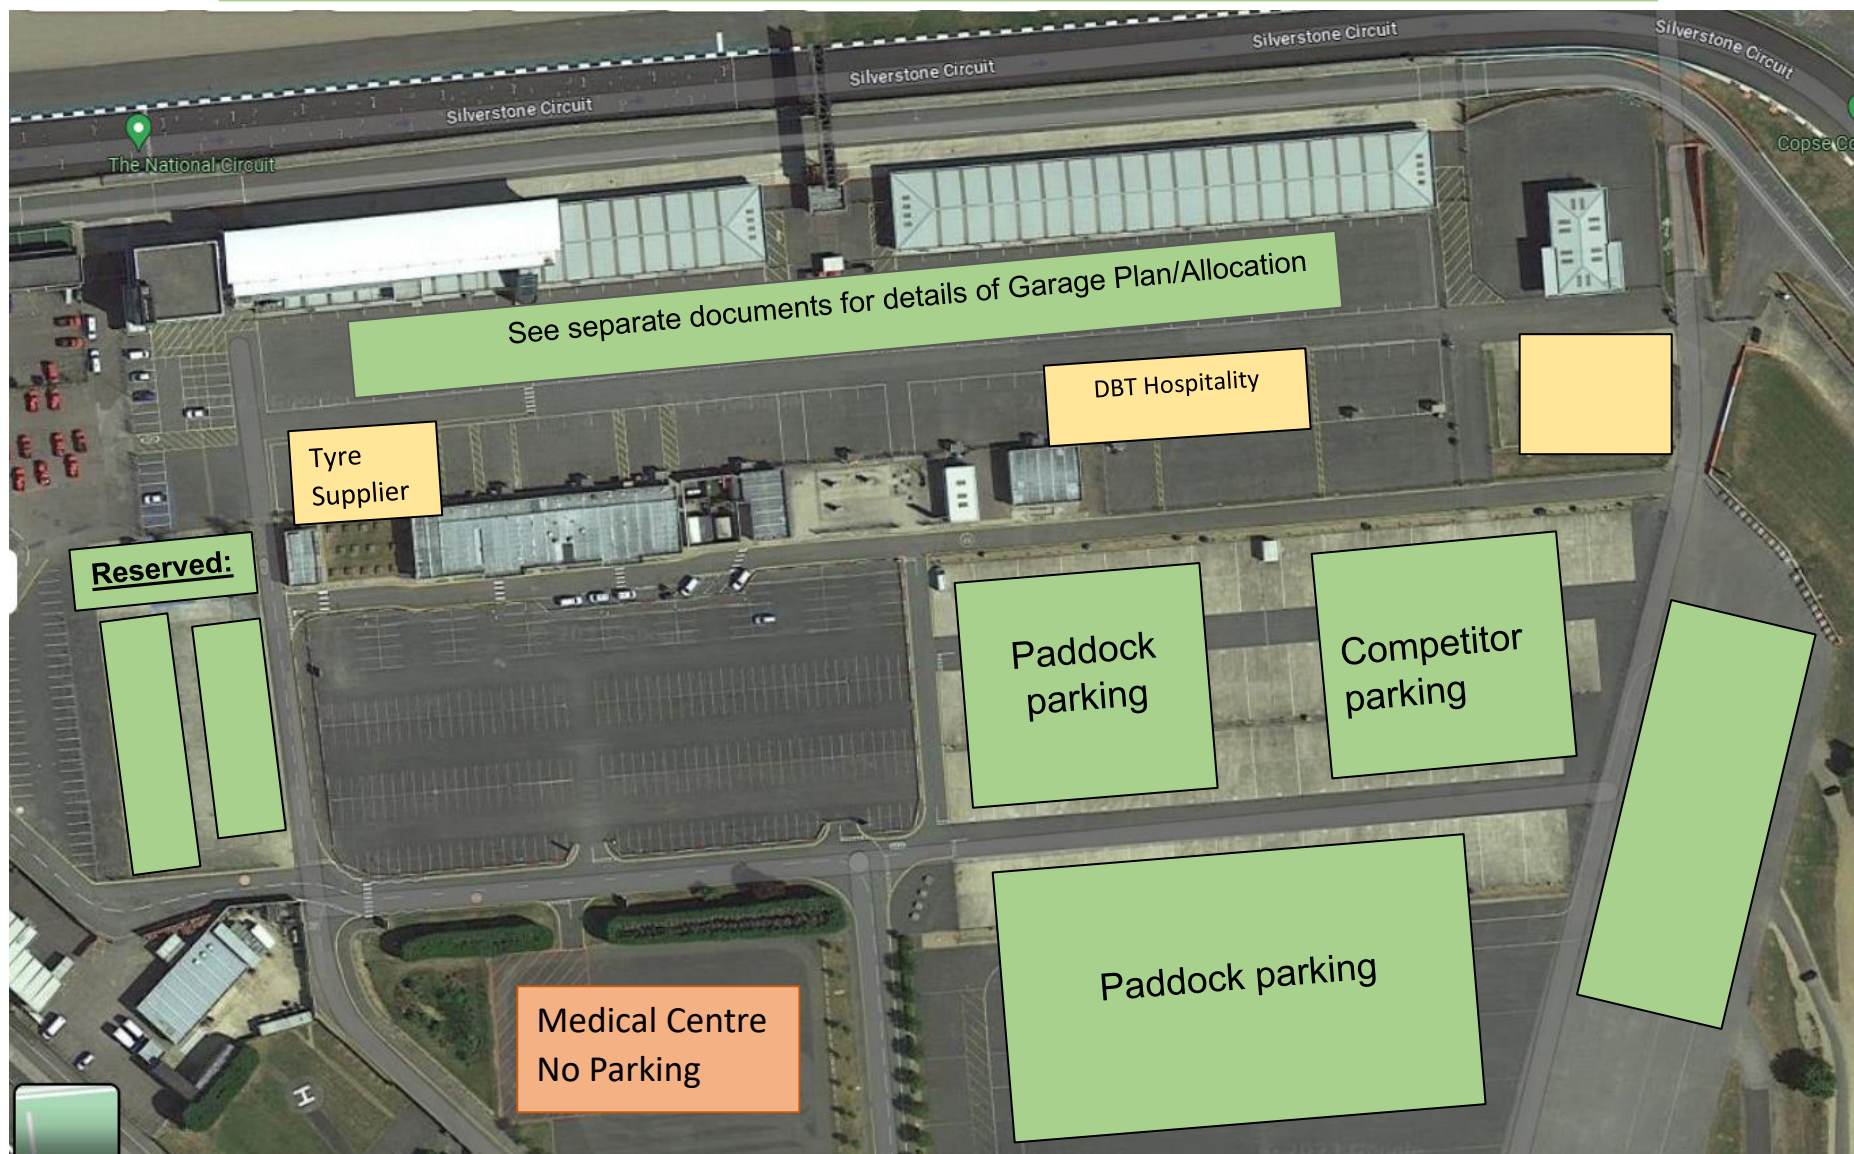 Silverstone Circuit
Silverstone Circuit
Silverstone Circuit
Silverstone Circuit
The National Circuit
Copse
See separate documents for details of Garage Plan/Allocation
DBT Hospitality
Tyre
Supplier
Reserved:
Paddock
parking
Competitor
parking
Paddock parking
Medical Centre
No Parking
H